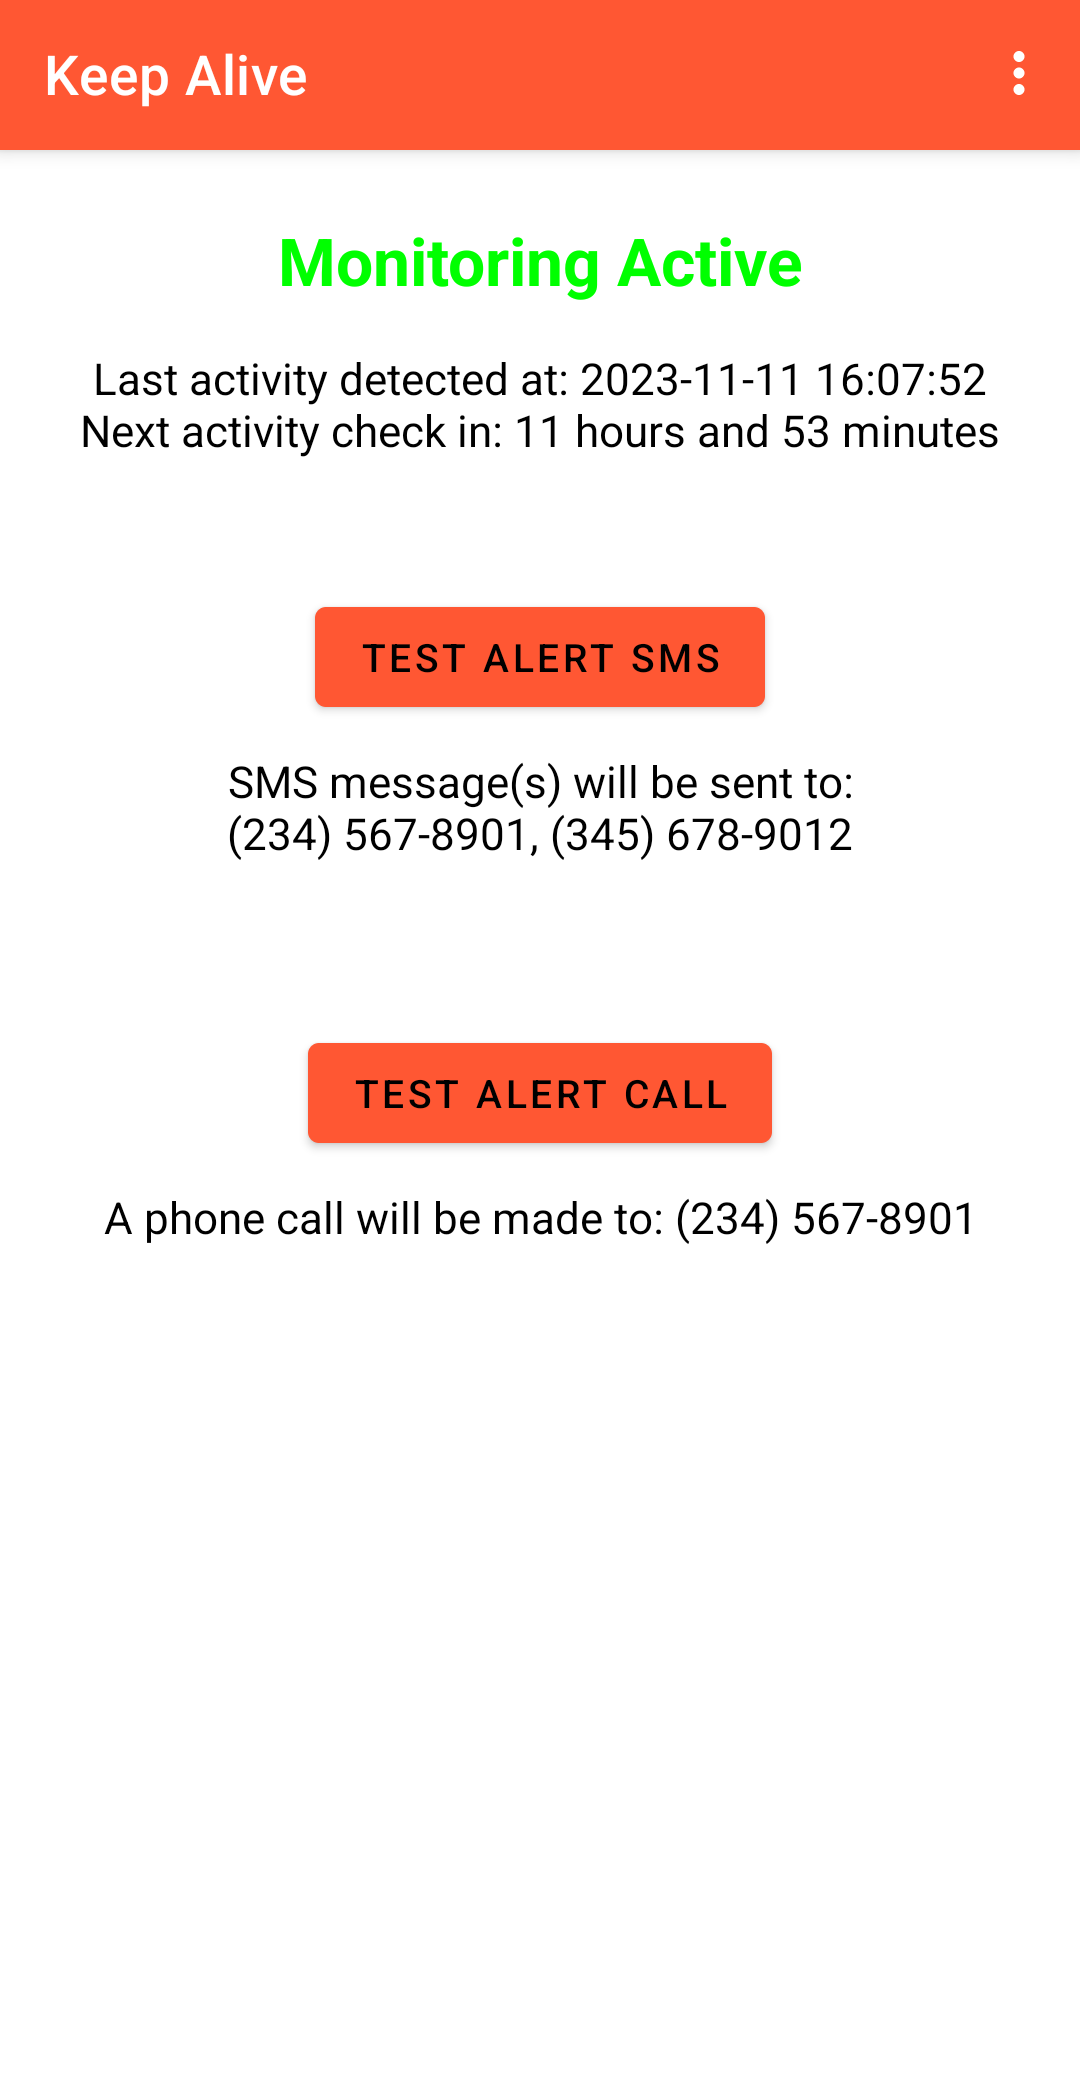 Keep Alive
Monitoring Active
Last activity detected at: 2023-11-11 16:07:52
Next activity check in: 11 hours and 53 minutes
TEST ALERT SMS
SMS message(s) will be sent to:
(234) 567-8901, (345) 678-9012
TEST ALERT CALL
A phone call will be made to: (234) 567-8901